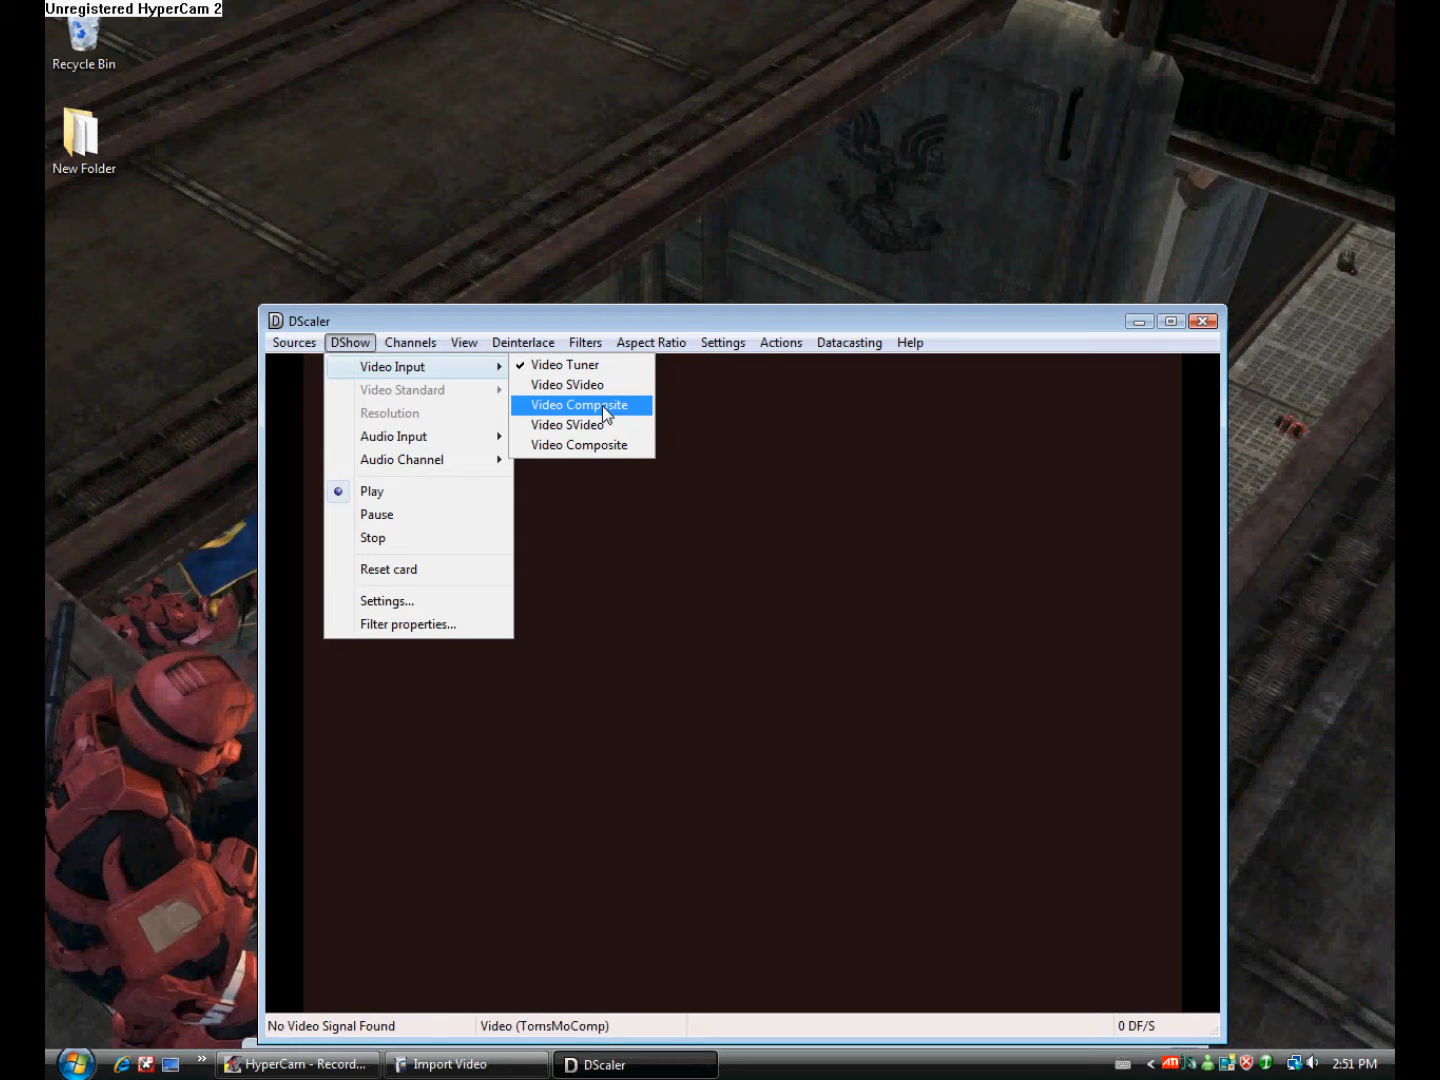 Unregistered HyperCam 2
Recycle Bin
New Folder
DScaler
Sources DShow Channels View Deinterlace Filters Aspect Ratio Settings Actions Datacasting Help
Video Input
Video Standard
Resolution
Audio Input
Audio Channel
Play
Pause
Stop
Reset card
Settings...
Filter properties...
Video Tuner
Video SVideo
Video Composite
Video SVideo
Video Composite
No Video Signal Found Video (TomsMoComp) 0 DF/S
HyperCam - Record... Import Video DScaler ATI 2:51 PM